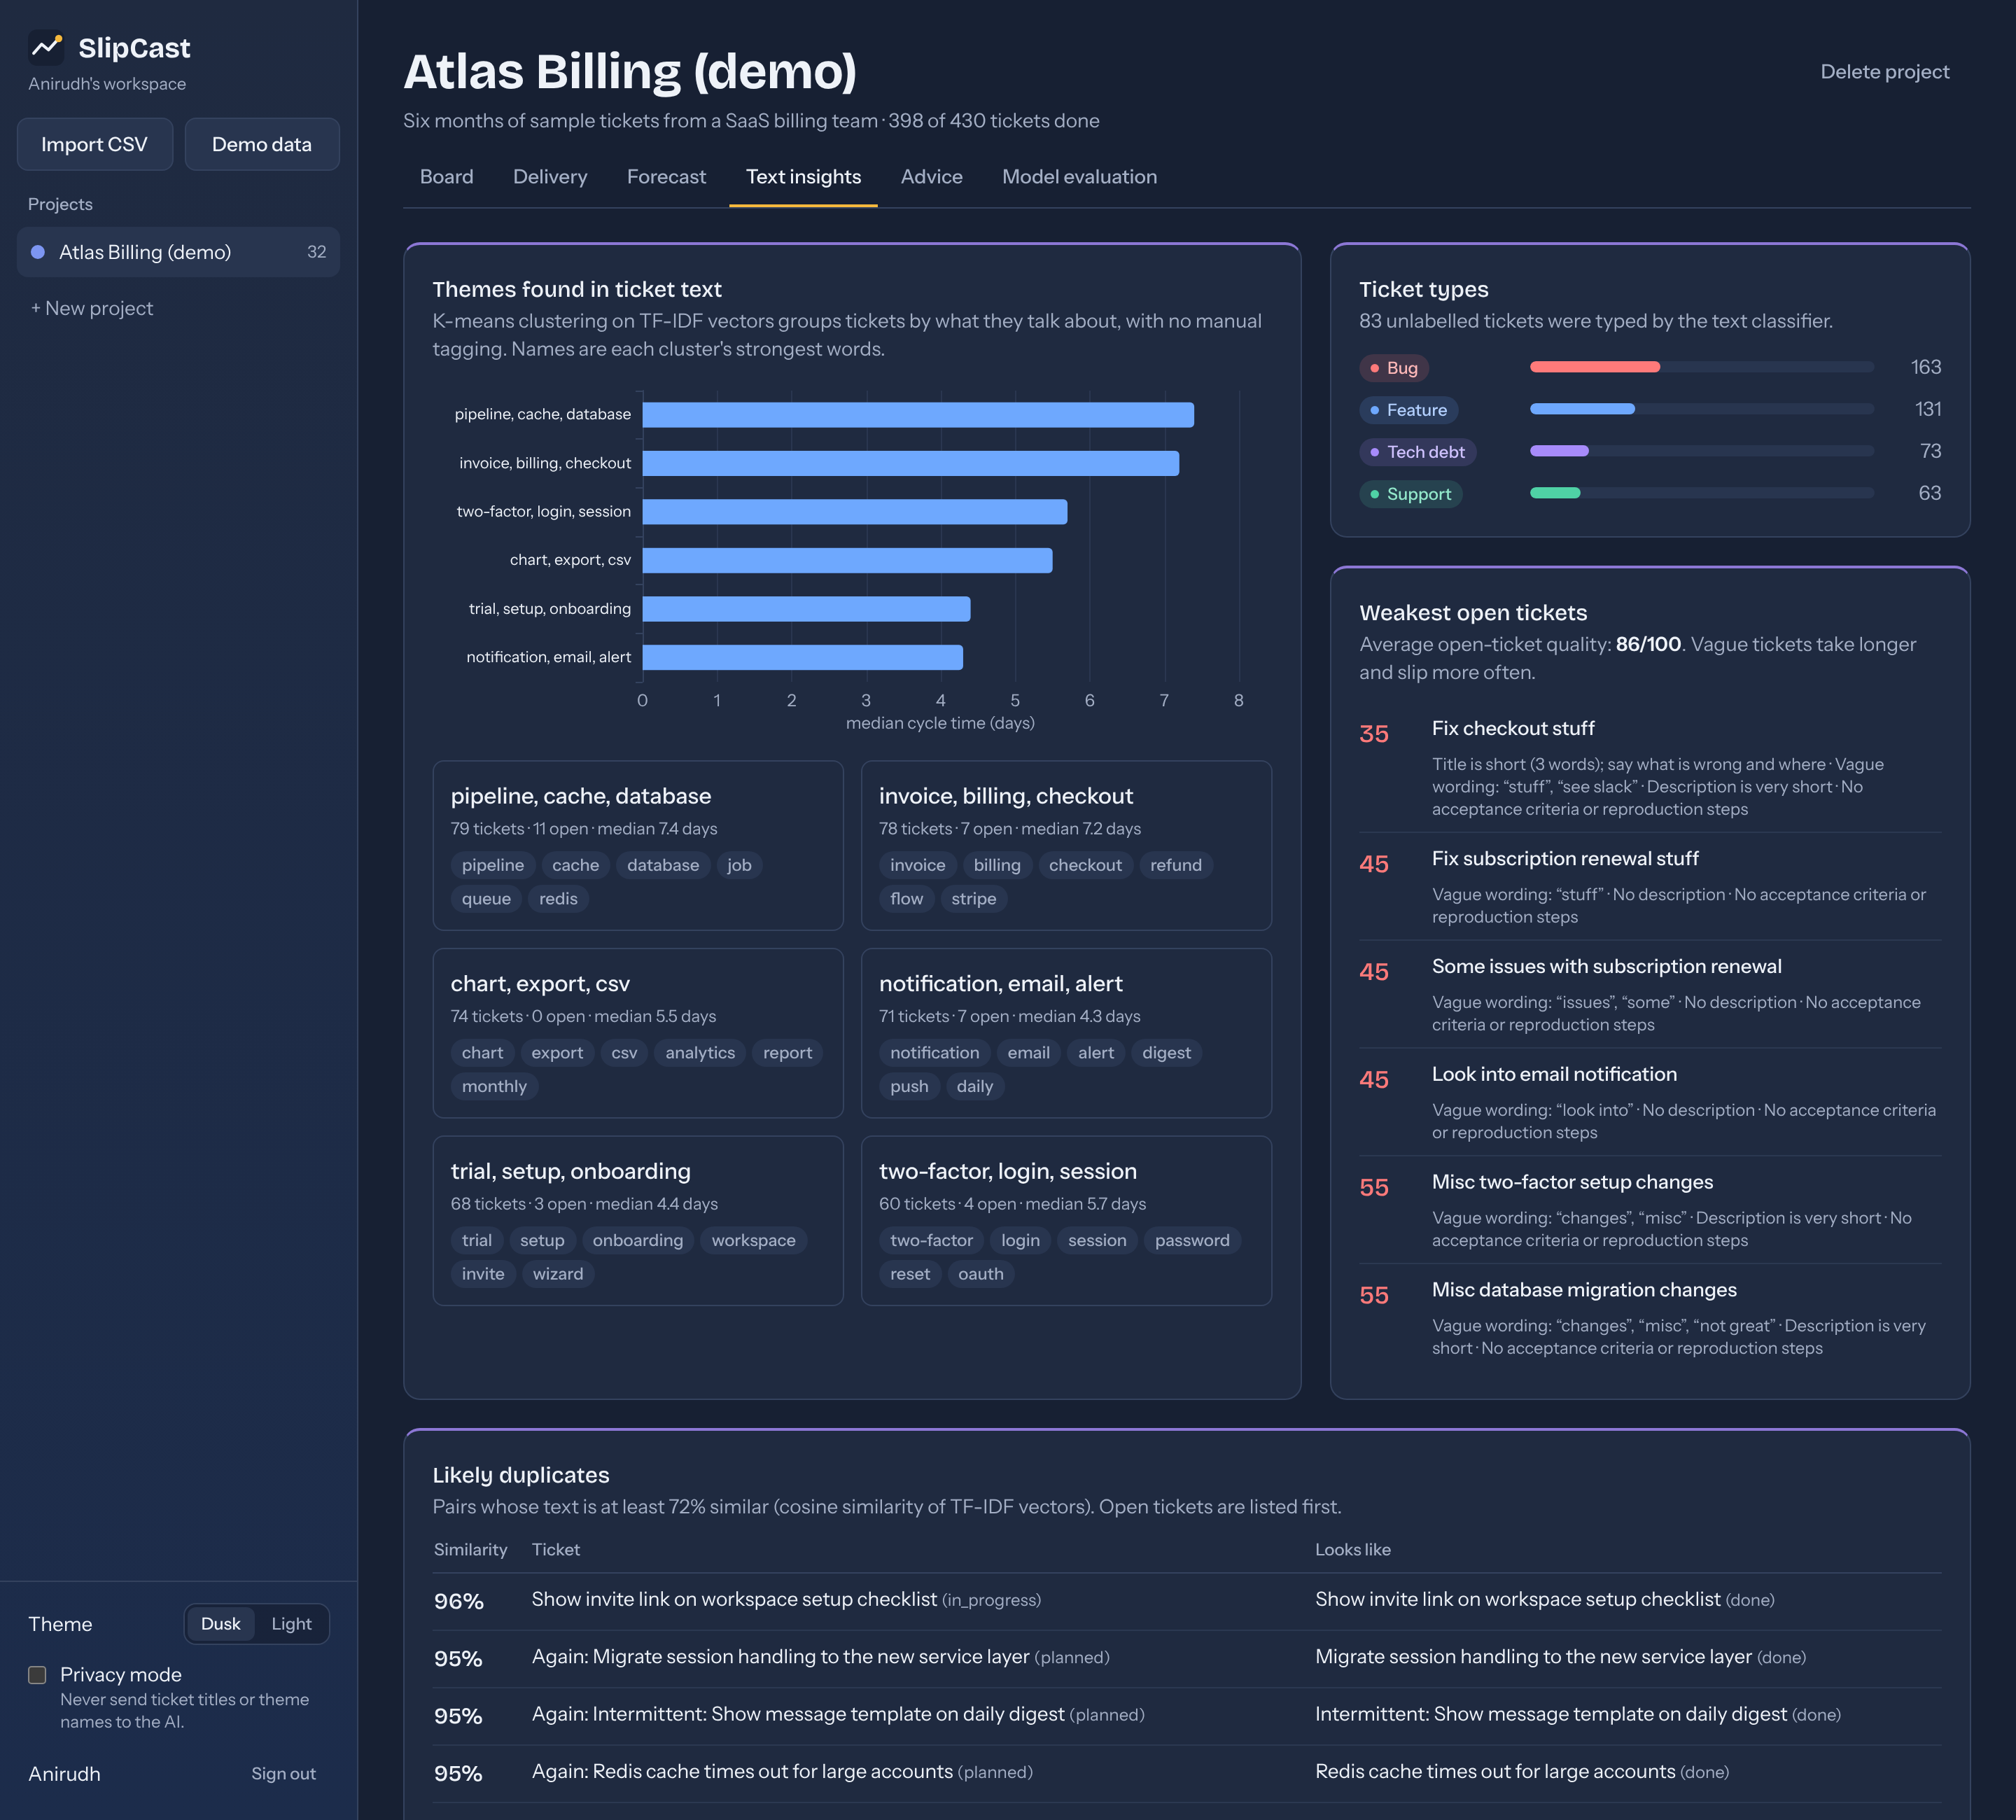 SlipCast
Anirudh's workspace
Import CSV
Demo data
Projects
Atlas Billing (demo)
32
+ New project
Theme
Dusk
Light
Privacy mode
Never send ticket titles or theme
names to the AI.
Anirudh
Sign out
Atlas Billing (demo)
Delete project
Six months of sample tickets from a SaaS billing team · 398 of 430 tickets done
Board
Delivery
Forecast
Text insights
Advice
Model evaluation
Themes found in ticket text
K-means clustering on TF-IDF vectors groups tickets by what they talk about, with no manual
tagging. Names are each cluster's strongest words.
pipeline, cache, database
invoice, billing, checkout
two-factor, login, session
chart, export, csv
trial, setup, onboarding
notification, email, alert
0 1 2 3 4 5 6 7 8
median cycle time (days)
pipeline, cache, database
79 tickets · 11 open · median 7.4 days
pipeline cache database job
queue redis
invoice, billing, checkout
78 tickets · 7 open · median 7.2 days
invoice billing checkout refund
flow stripe
chart, export, csv
74 tickets · 0 open · median 5.5 days
chart export csv analytics report
monthly
notification, email, alert
71 tickets · 7 open · median 4.3 days
notification email alert digest
push daily
trial, setup, onboarding
68 tickets · 3 open · median 4.4 days
trial setup onboarding workspace
invite wizard
two-factor, login, session
60 tickets · 4 open · median 5.7 days
two-factor login session password
reset oauth
Ticket types
83 unlabelled tickets were typed by the text classifier.
Bug 163
Feature 131
Tech debt 73
Support 63
Weakest open tickets
Average open-ticket quality: 86/100. Vague tickets take longer
and slip more often.
35 Fix checkout stuff
Title is short (3 words); say what is wrong and where · Vague
wording: “stuff”, “see slack” · Description is very short · No
acceptance criteria or reproduction steps
45 Fix subscription renewal stuff
Vague wording: “stuff” · No description · No acceptance criteria or
reproduction steps
45 Some issues with subscription renewal
Vague wording: “issues”, “some” · No description · No acceptance
criteria or reproduction steps
45 Look into email notification
Vague wording: “look into” · No description · No acceptance criteria
or reproduction steps
55 Misc two-factor setup changes
Vague wording: “changes”, “misc” · Description is very short · No
acceptance criteria or reproduction steps
55 Misc database migration changes
Vague wording: “changes”, “misc”, “not great” · Description is very
short · No acceptance criteria or reproduction steps
Likely duplicates
Pairs whose text is at least 72% similar (cosine similarity of TF-IDF vectors). Open tickets are listed first.
Similarity Ticket Looks like
96% Show invite link on workspace setup checklist (in_progress) Show invite link on workspace setup checklist (done)
95% Again: Migrate session handling to the new service layer (planned) Migrate session handling to the new service layer (done)
95% Again: Intermittent: Show message template on daily digest (planned) Intermittent: Show message template on daily digest (done)
95% Again: Redis cache times out for large accounts (planned) Redis cache times out for large accounts (done)